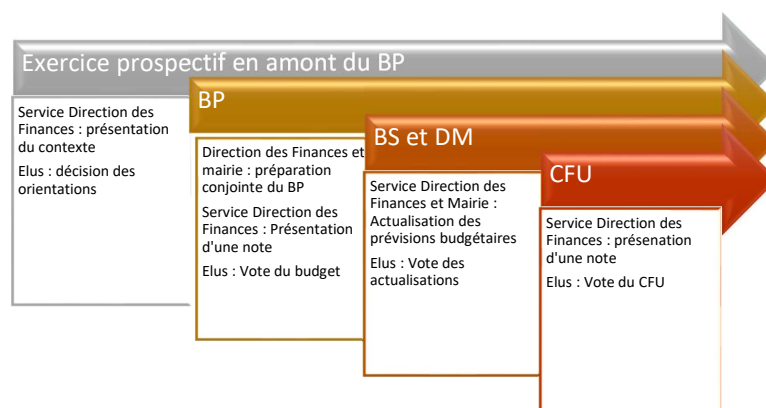 Exercice prospectif en amont du BP
Service Direction des
Finances : présentation
du contexte
Elus : décision des
orientations
BP
Direction des Finances et
mairie : préparation
conjointe du BP
Service Direction des
Finances : Présentation
d'une note
Elus : Vote du budget
BS et DM
Service Direction des
Finances et Mairie :
Actualisation des
prévisions budgétaires
Elus : Vote des
actualisations
CFU
Service Direction des
Finances : présenation
d'une note
Elus : Vote du CFU